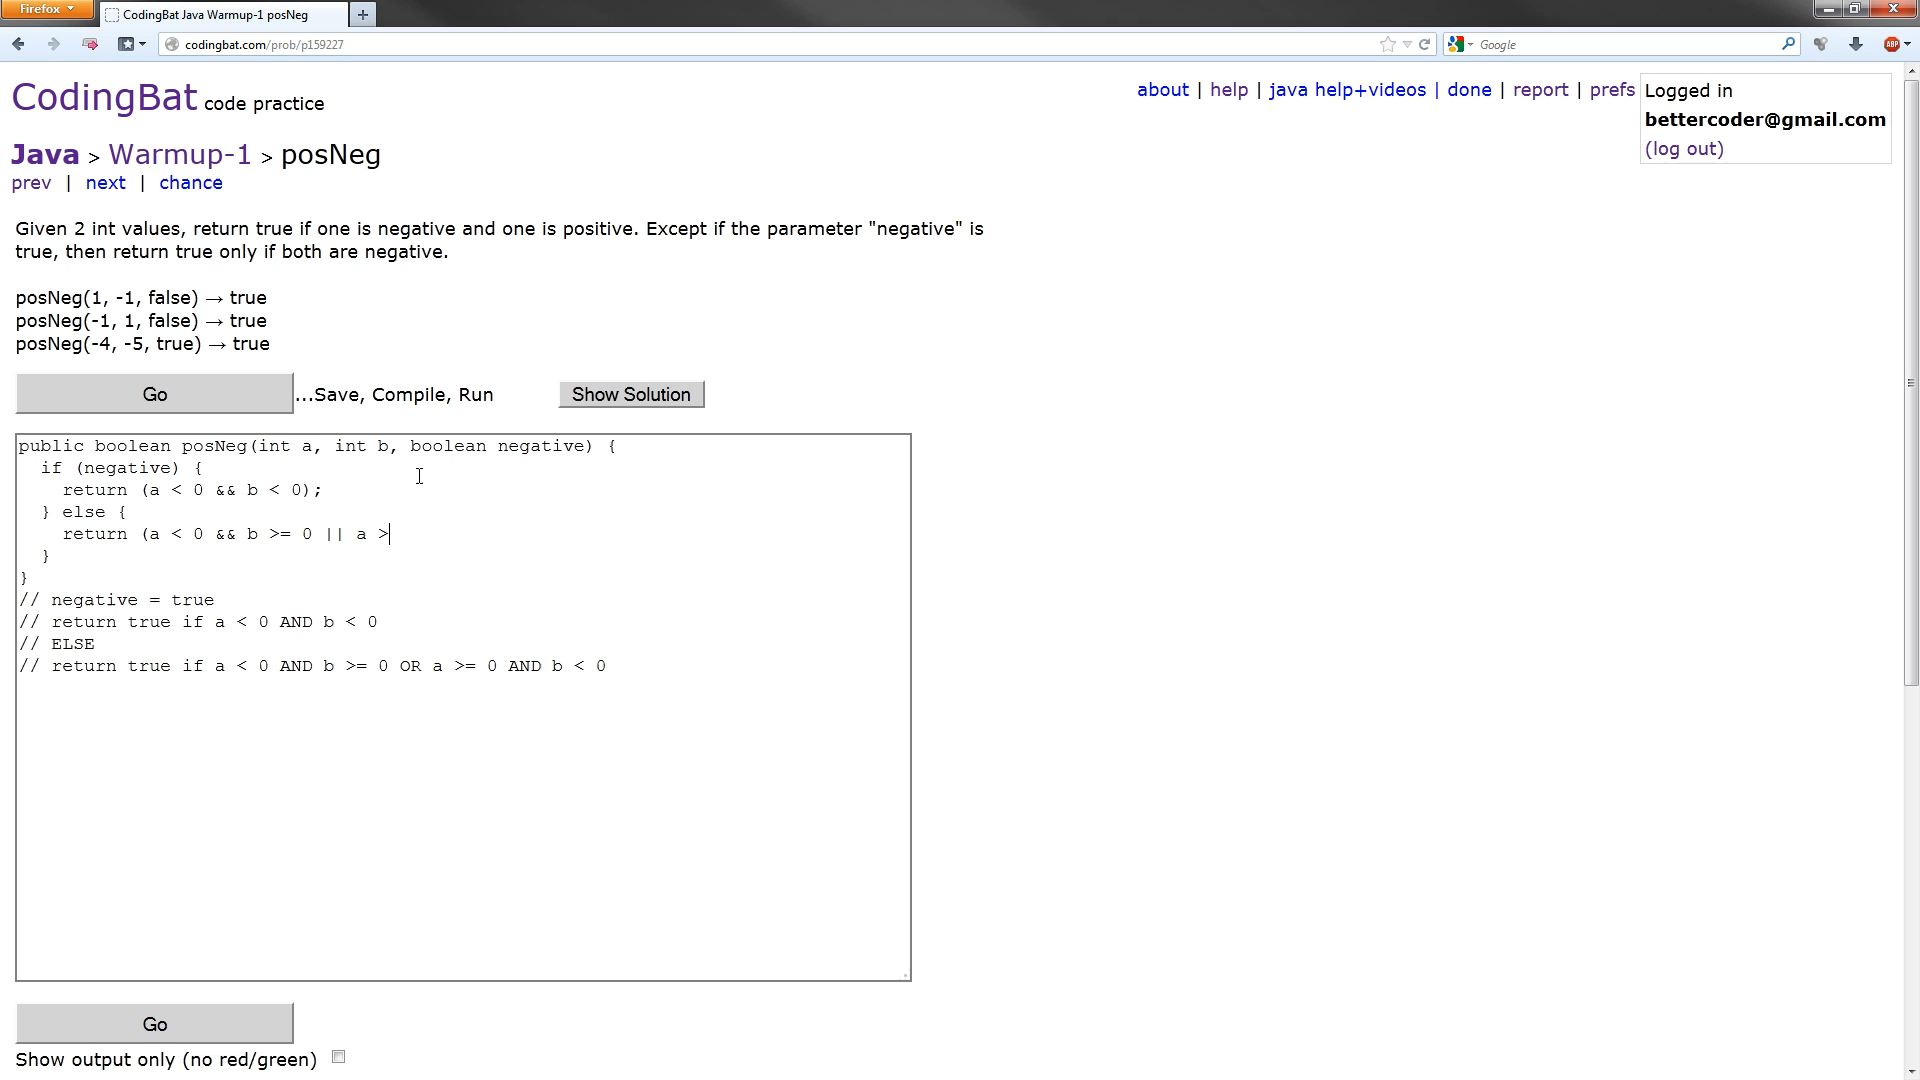 Firefox
CodingBat Java Warmup-1 posNeg
codingbat.com/prob/p159227
Google
ABP
CodingBat code practice
about | help | java help+videos | done | report | prefs
Logged in
bettercoder@gmail.com
(log out)
Java > Warmup-1 > posNeg
prev | next | chance
Given 2 int values, return true if one is negative and one is positive. Except if the parameter "negative" is
true, then return true only if both are negative.
posNeg(1, -1, false) → true
posNeg(-1, 1, false) → true
posNeg(-4, -5, true) → true
Go ...Save, Compile, Run Show Solution
public boolean posNeg(int a, int b, boolean negative) {
  if (negative) {
    return (a < 0 && b < 0);
  } else {
    return (a < 0 && b >= 0 || a >
  }
}
// negative = true
// return true if a < 0 AND b < 0
// ELSE
// return true if a < 0 AND b >= 0 OR a >= 0 AND b < 0
Go
Show output only (no red/green)